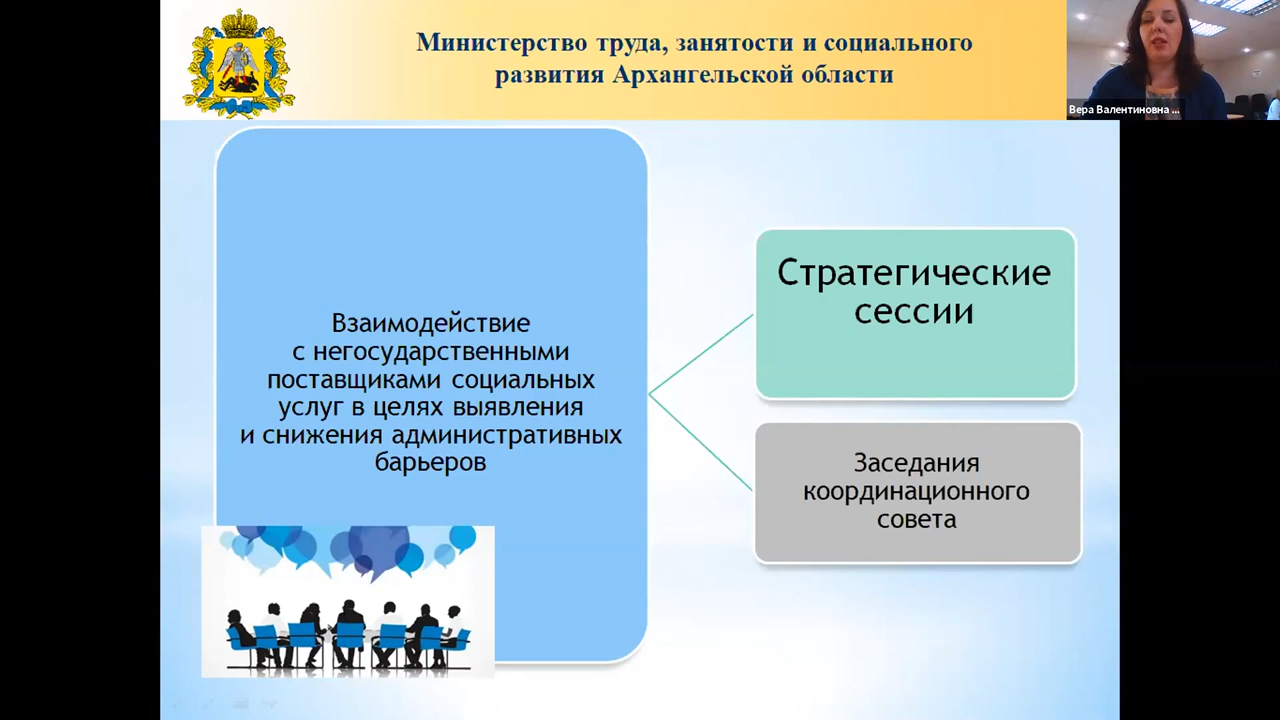 Министерство труда, занятости и социального
развития Архангельской области
Вера Валентиновна ...
Взаимодействие
с негосударственными
поставщиками социальных
услуг в целях выявления
и снижения административных
барьеров
Стратегические
сессии
Заседания
координационного
совета